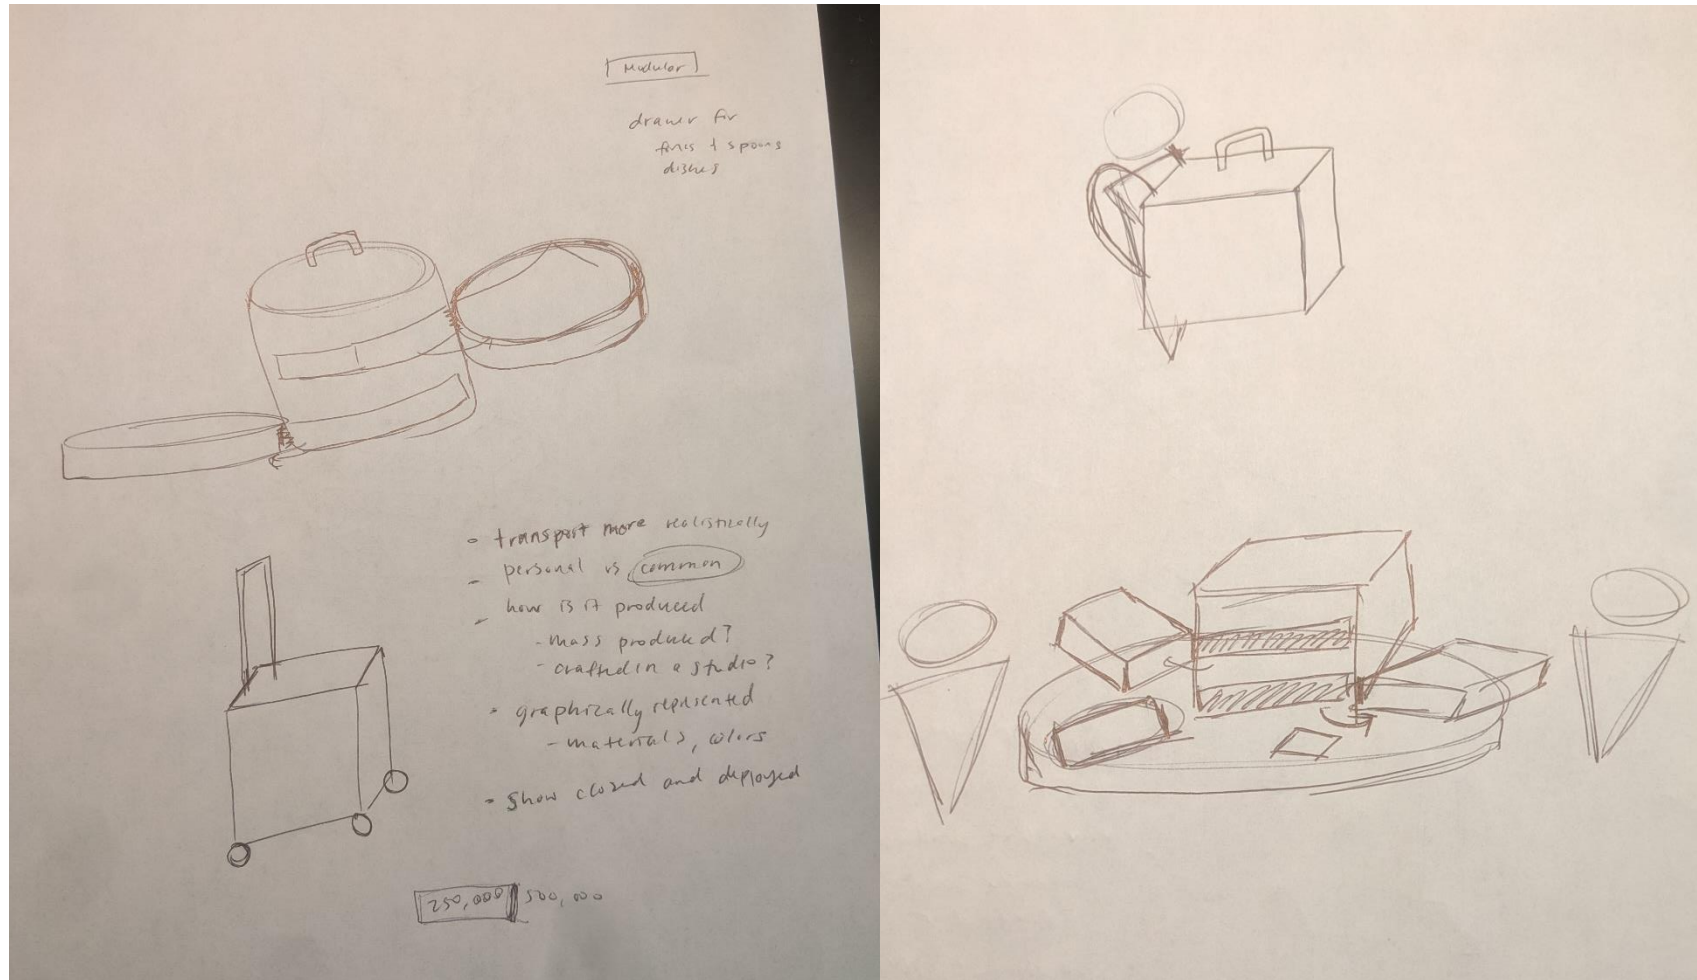 Modular
drawer for
forks + spoons
dishes
transport more realistically
personal vs common
how is it produced
- mass produced?
- crafted in a studio?
graphically represented
- materials, colors
show closed and deployed
250,000 500,000